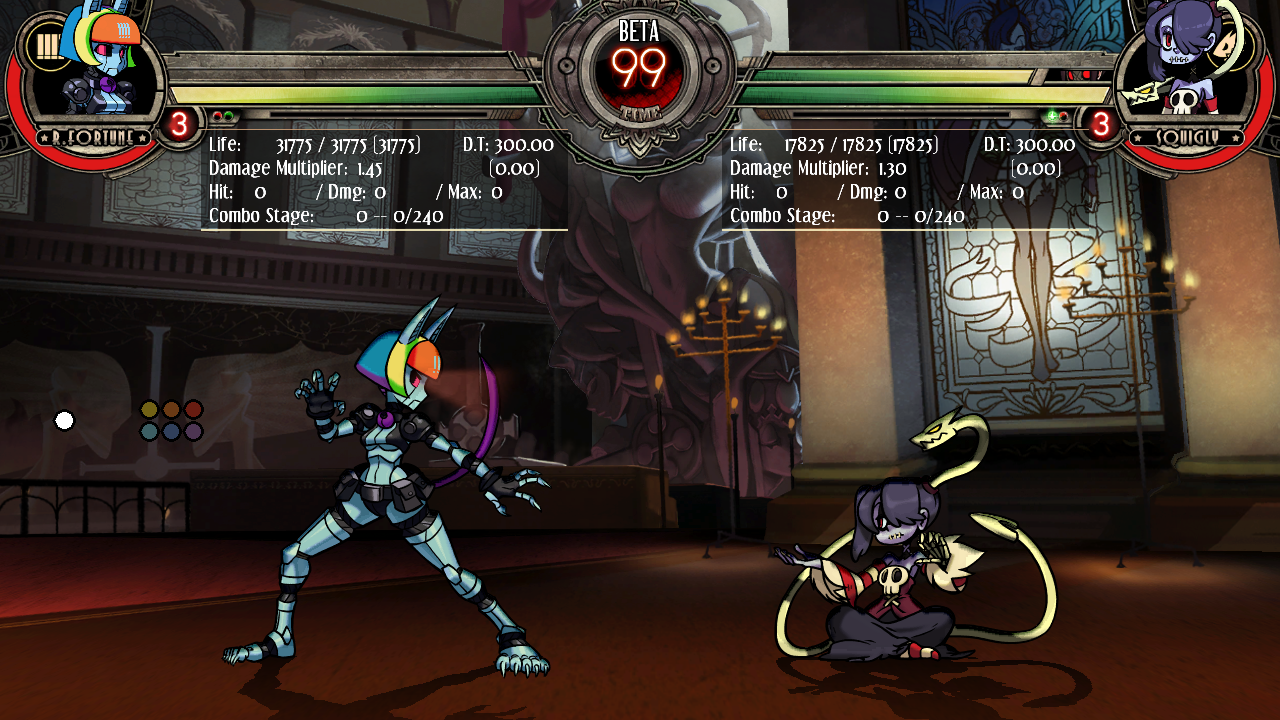 BETA
99
TIME
R.FORTUNE
3
3
SQUIGLY
Life: 31775 / 31775 (31775) D.T: 300.00
Damage Multiplier: 1.45 (0.00)
Hit: 0 / Dmg: 0 / Max: 0
Combo Stage: 0 -- 0/240
Life: 17825 / 17825 (17825) D.T: 300.00
Damage Multiplier: 1.30 (0.00)
Hit: 0 / Dmg: 0 / Max: 0
Combo Stage: 0 -- 0/240